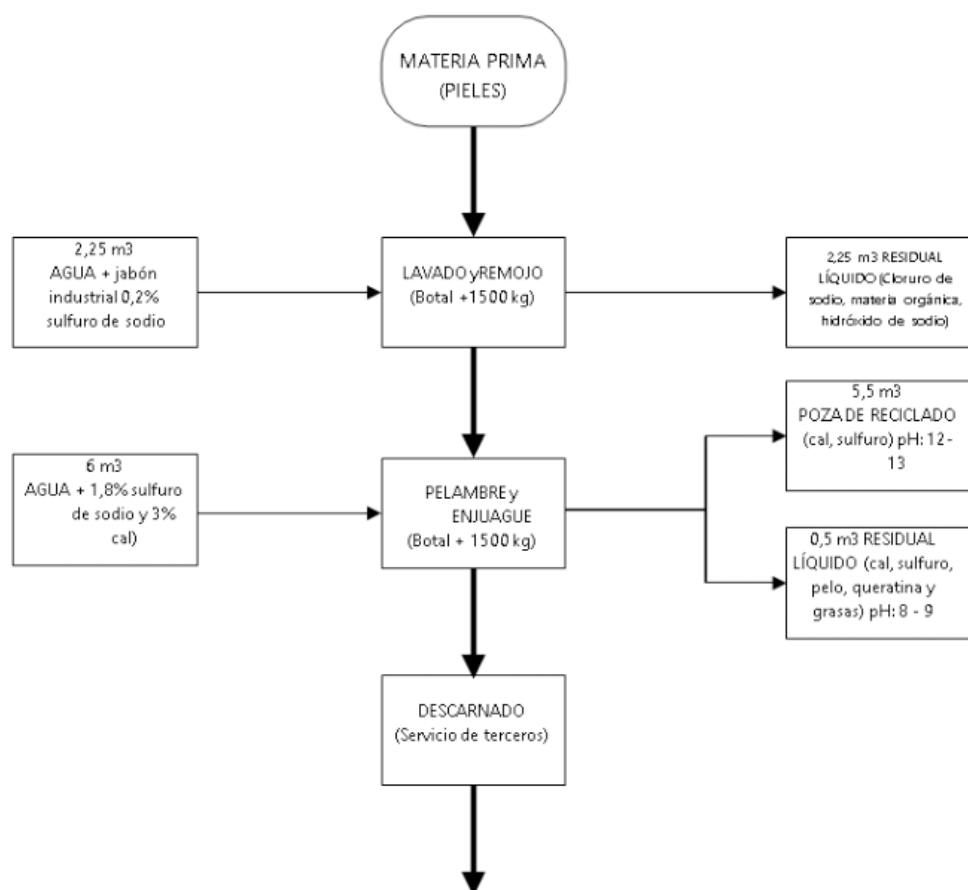 MATERIA PRIMA
(PIELES)
2,25 m3
AGUA + jabón
industrial 0,2%
sulfuro de sodio
LAVADO yREMOJO
(Botal +1500 kg)
2,25 m3 RESIDUAL
LÍQUIDO (Cloruro de
sodio, materia orgánica,
hidróxido de sodio)
6 m3
AGUA + 1,8% sulfuro
de sodio y 3%
cal)
PELAMBRE y
ENJUAGUE
(Botal + 1500 kg)
5,5 m3
POZA DE RECICLADO
(cal, sulfuro) pH: 12 -
13
0,5 m3 RESIDUAL
LÍQUIDO (cal, sulfuro,
pelo, queratina y
grasas) pH: 8 - 9
DESCARNADO
(Servicio de terceros)